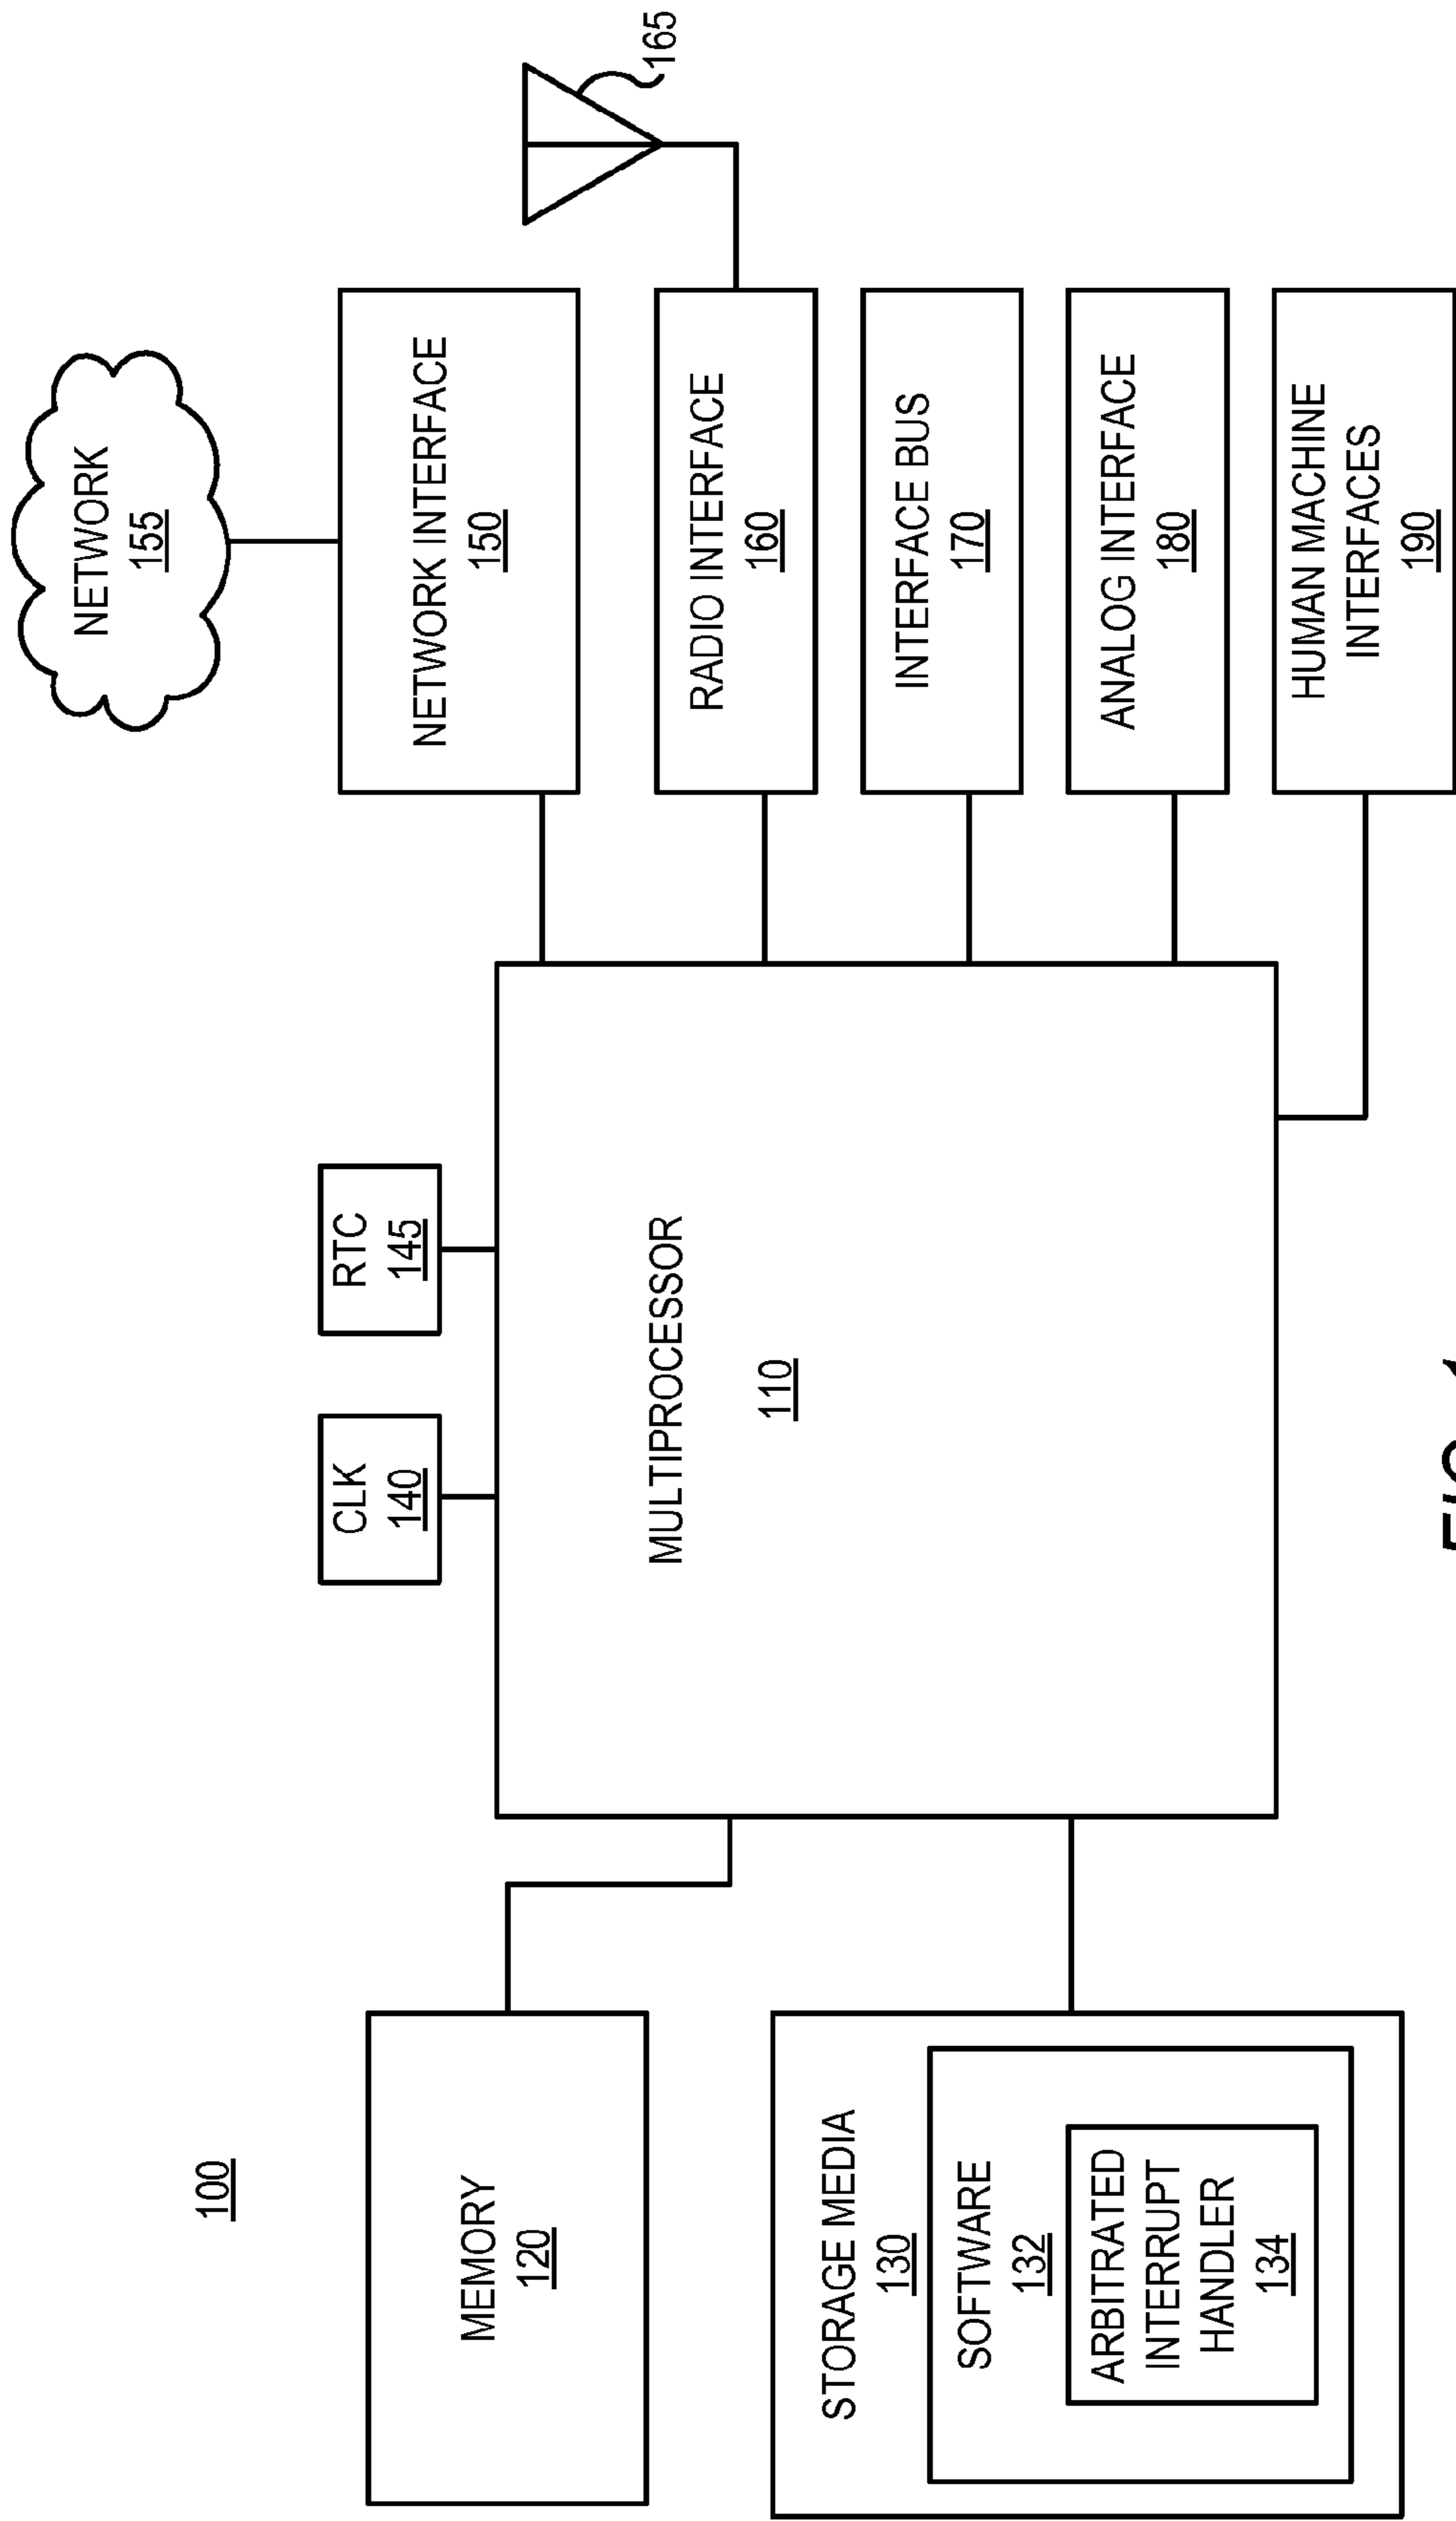 100
NETWORK
155
CLK
140
RTC
145
NETWORK INTERFACE
150
165
MEMORY
120
MULTIPROCESSOR
110
RADIO INTERFACE
160
STORAGE MEDIA
130
SOFTWARE
132
ARBITRATED
INTERRUPT
HANDLER
134
INTERFACE BUS
170
ANALOG INTERFACE
180
HUMAN MACHINE
INTERFACES
190